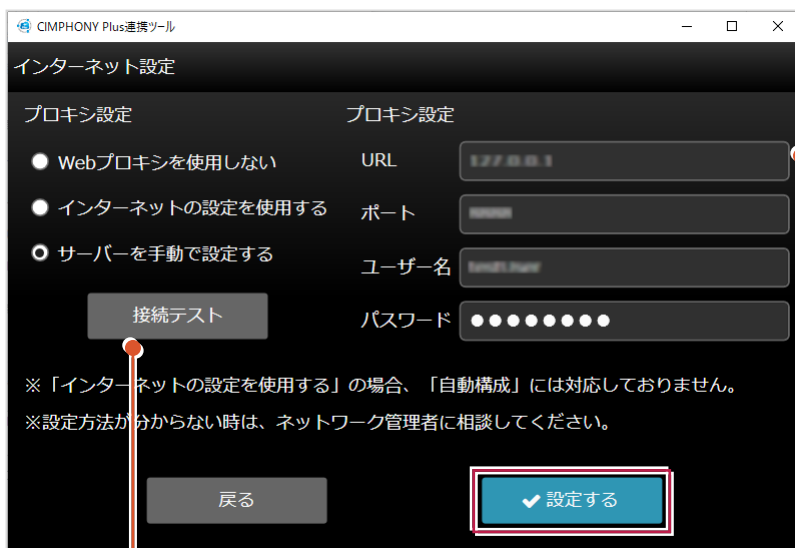 CIMPHONY Plus連携ツール
インターネット設定
プロキシ設定
Webプロキシを使用しない
インターネットの設定を使用する
サーバーを手動で設定する
接続テスト
プロキシ設定
URL
ポート
ユーザー名
パスワード ●●●●●●●●
※「インターネットの設定を使用する」の場合、「自動構成」には対応しておりません。
※設定方法が分からない時は、ネットワーク管理者に相談してください。
戻る
設定する